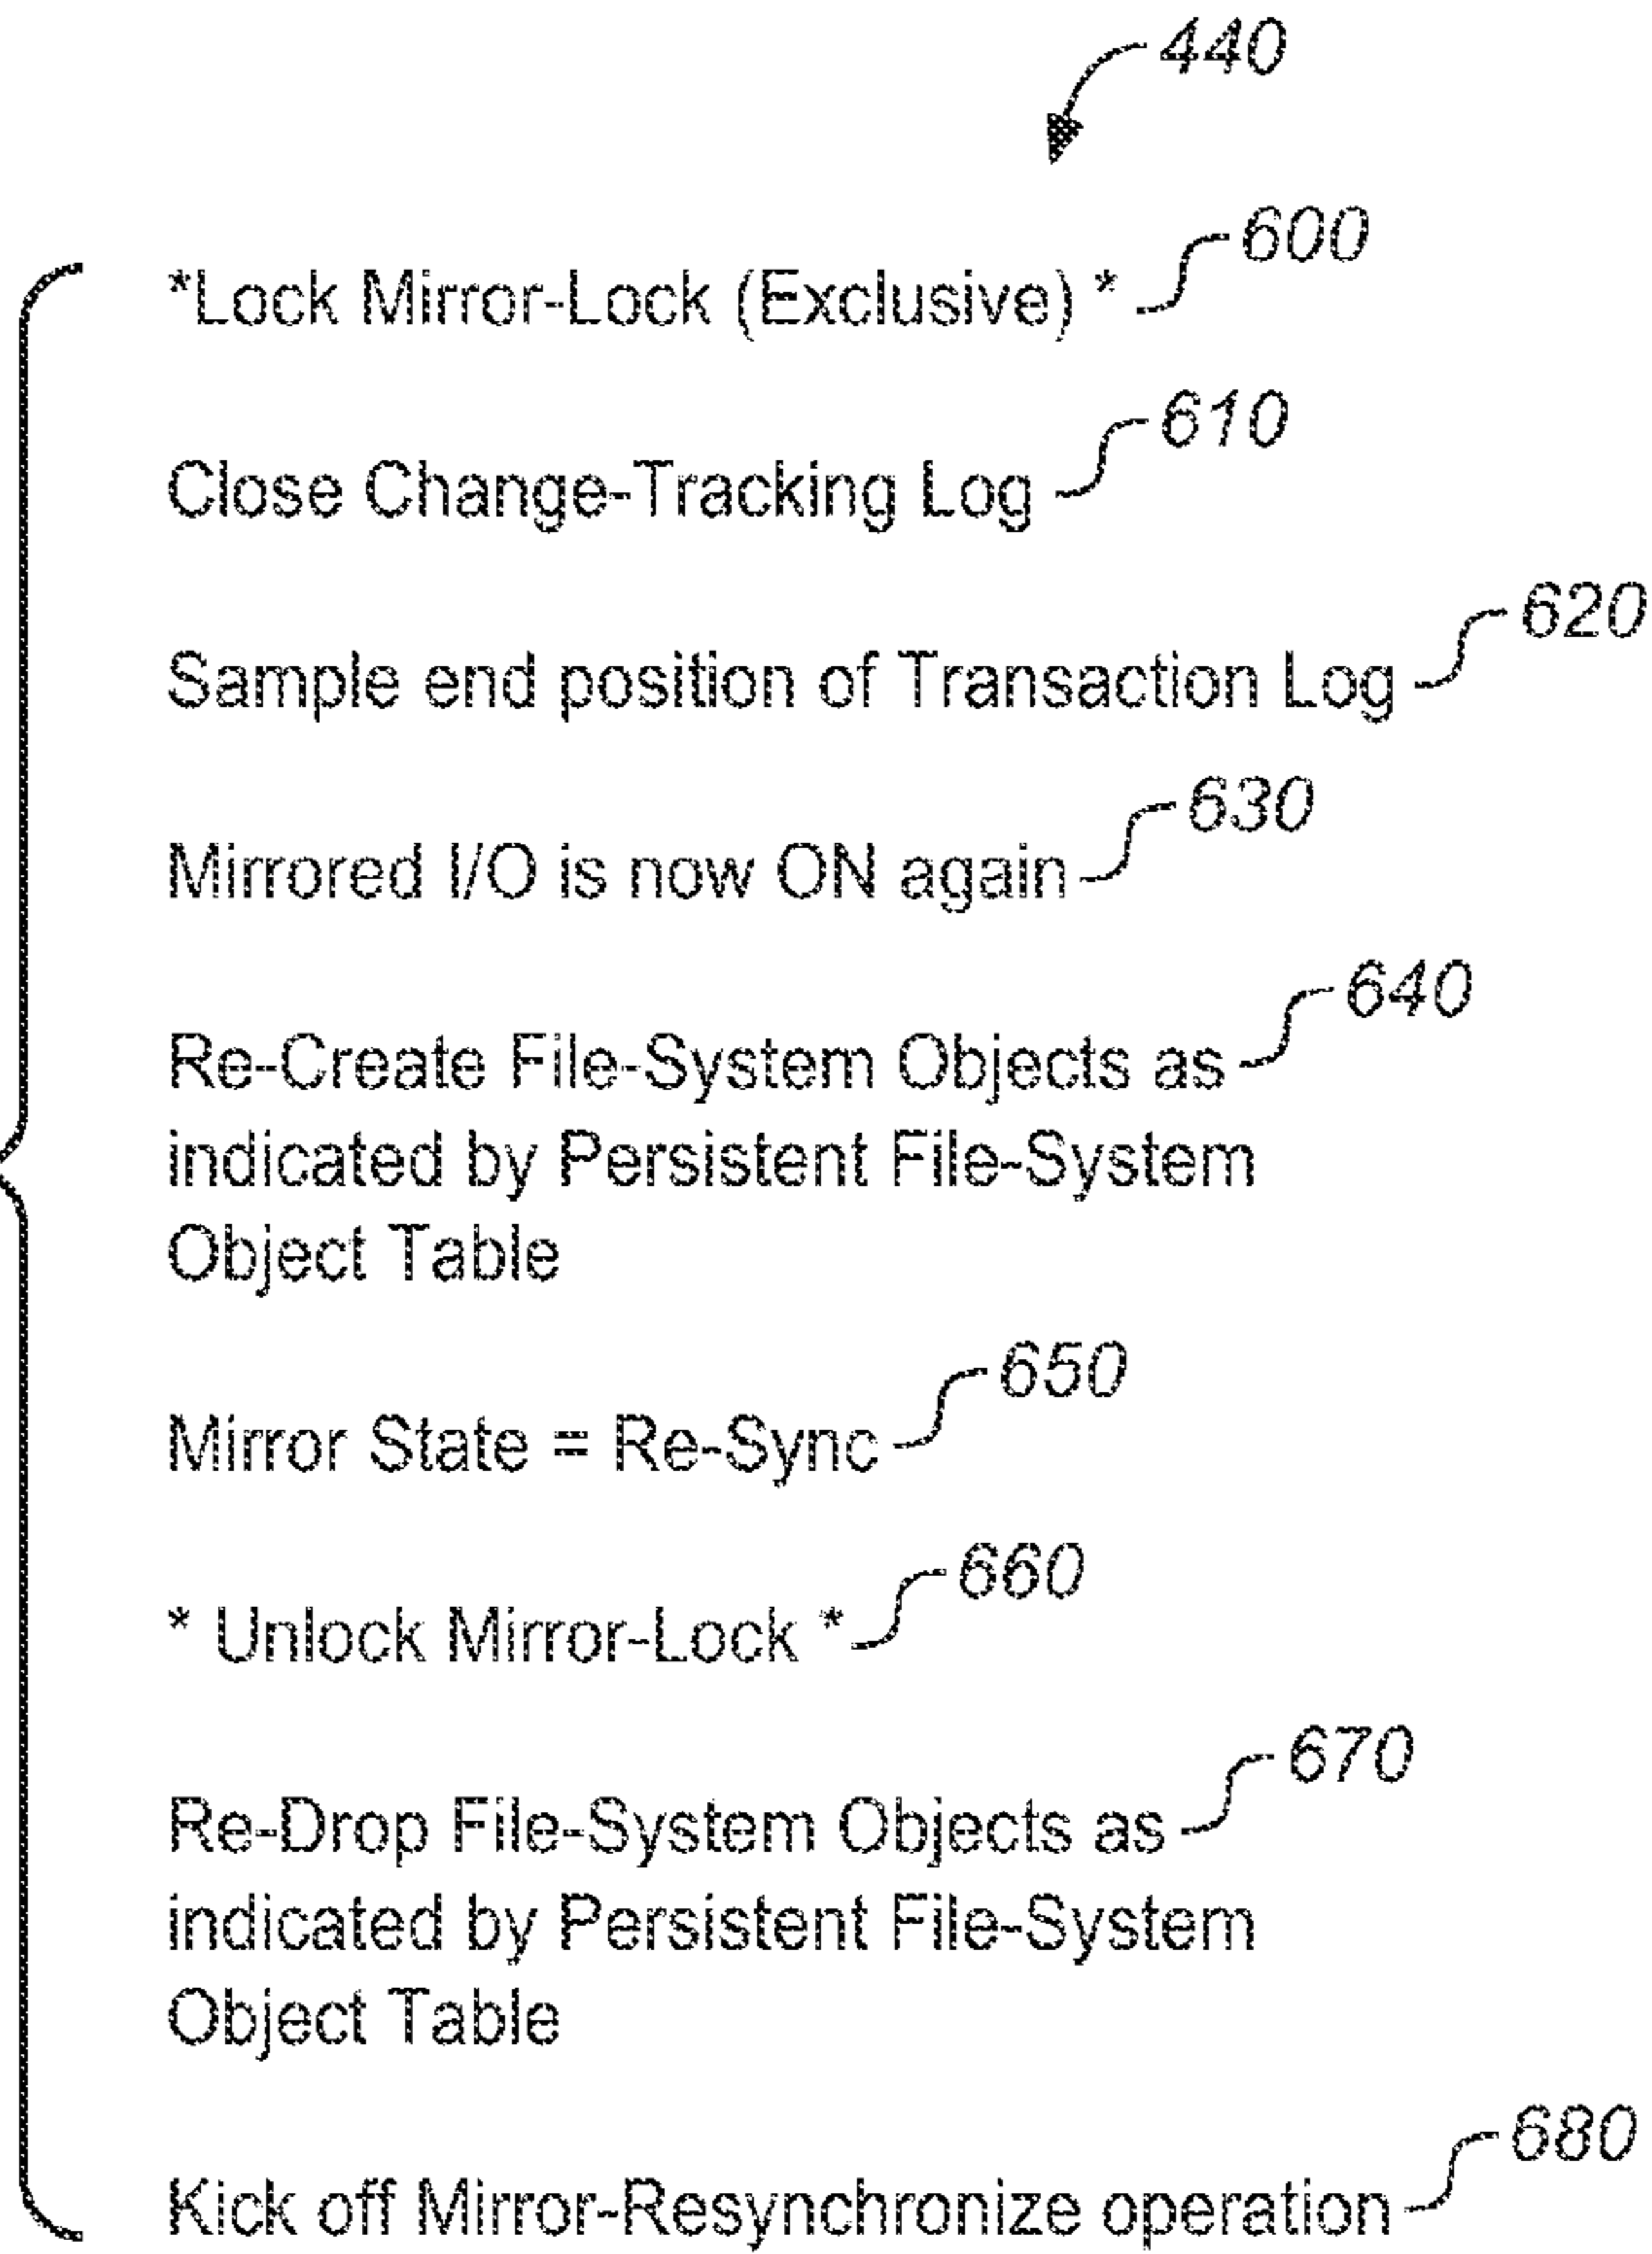 440
*Lock Mirror-Lock (Exclusive) * 600
Close Change-Tracking Log 610
Sample end position of Transaction Log 620
Mirrored I/O is now ON again 630
Re-Create File-System Objects as 640
indicated by Persistent File-System
Object Table
Mirror State = Re-Sync 650
* Unlock Mirror-Lock * 660
Re-Drop File-System Objects as 670
indicated by Persistent File-System
Object Table
Kick off Mirror-Resynchronize operation 680